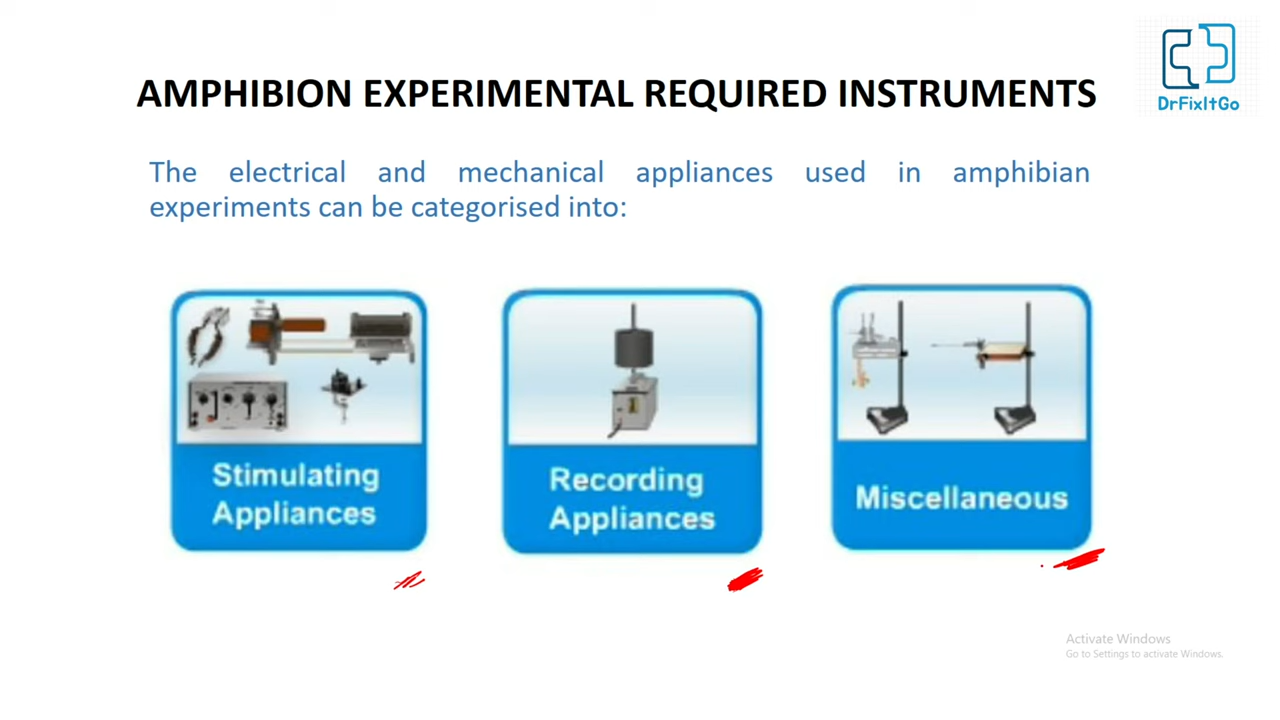 DrFixItGo
AMPHIBION EXPERIMENTAL REQUIRED INSTRUMENTS
The electrical and mechanical appliances used in amphibian
experiments can be categorised into:
Stimulating
Appliances
Recording
Appliances
Miscellaneous
Activate Windows
Go to Settings to activate Windows.